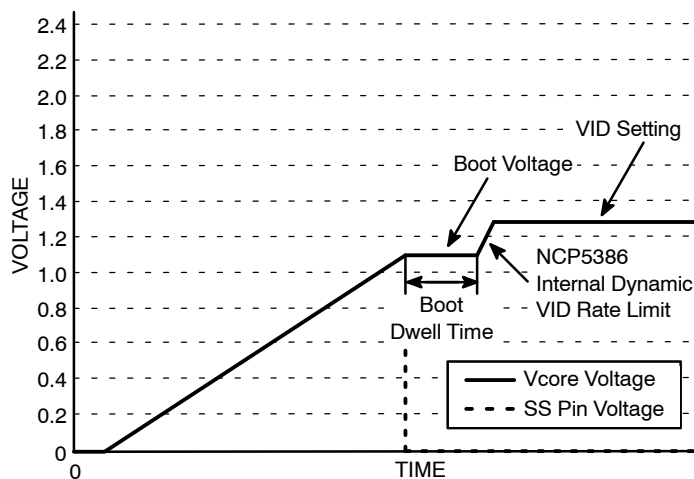 2.4
2.2
2.0
1.8
1.6
1.4
1.2
1.0
0.8
0.6
0.4
0.2
0
VOLTAGE
VID Setting
Boot Voltage
NCP5386
Internal Dynamic
VID Rate Limit
Boot
Dwell Time
Vcore Voltage
SS Pin Voltage
0
TIME